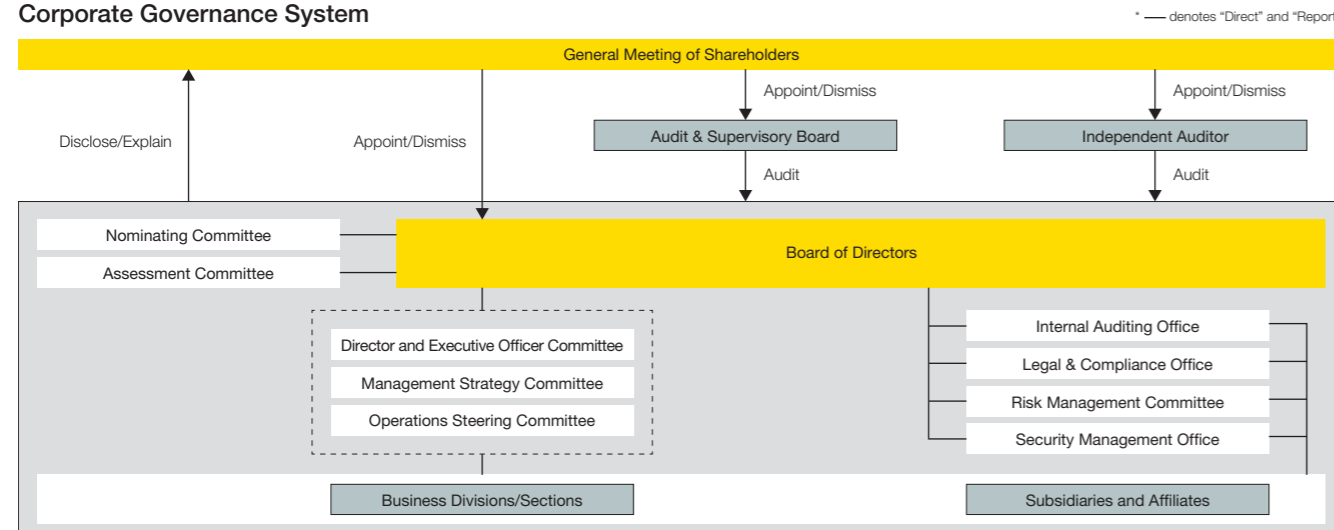 Corporate Governance System
* — denotes “Direct” and “Report
General Meeting of Shareholders
Disclose/Explain
Appoint/Dismiss
Appoint/Dismiss
Appoint/Dismiss
Audit & Supervisory Board
Independent Auditor
Audit
Audit
Nominating Committee
Assessment Committee
Board of Directors
Director and Executive Officer Committee
Management Strategy Committee
Operations Steering Committee
Internal Auditing Office
Legal & Compliance Office
Risk Management Committee
Security Management Office
Business Divisions/Sections
Subsidiaries and Affiliates